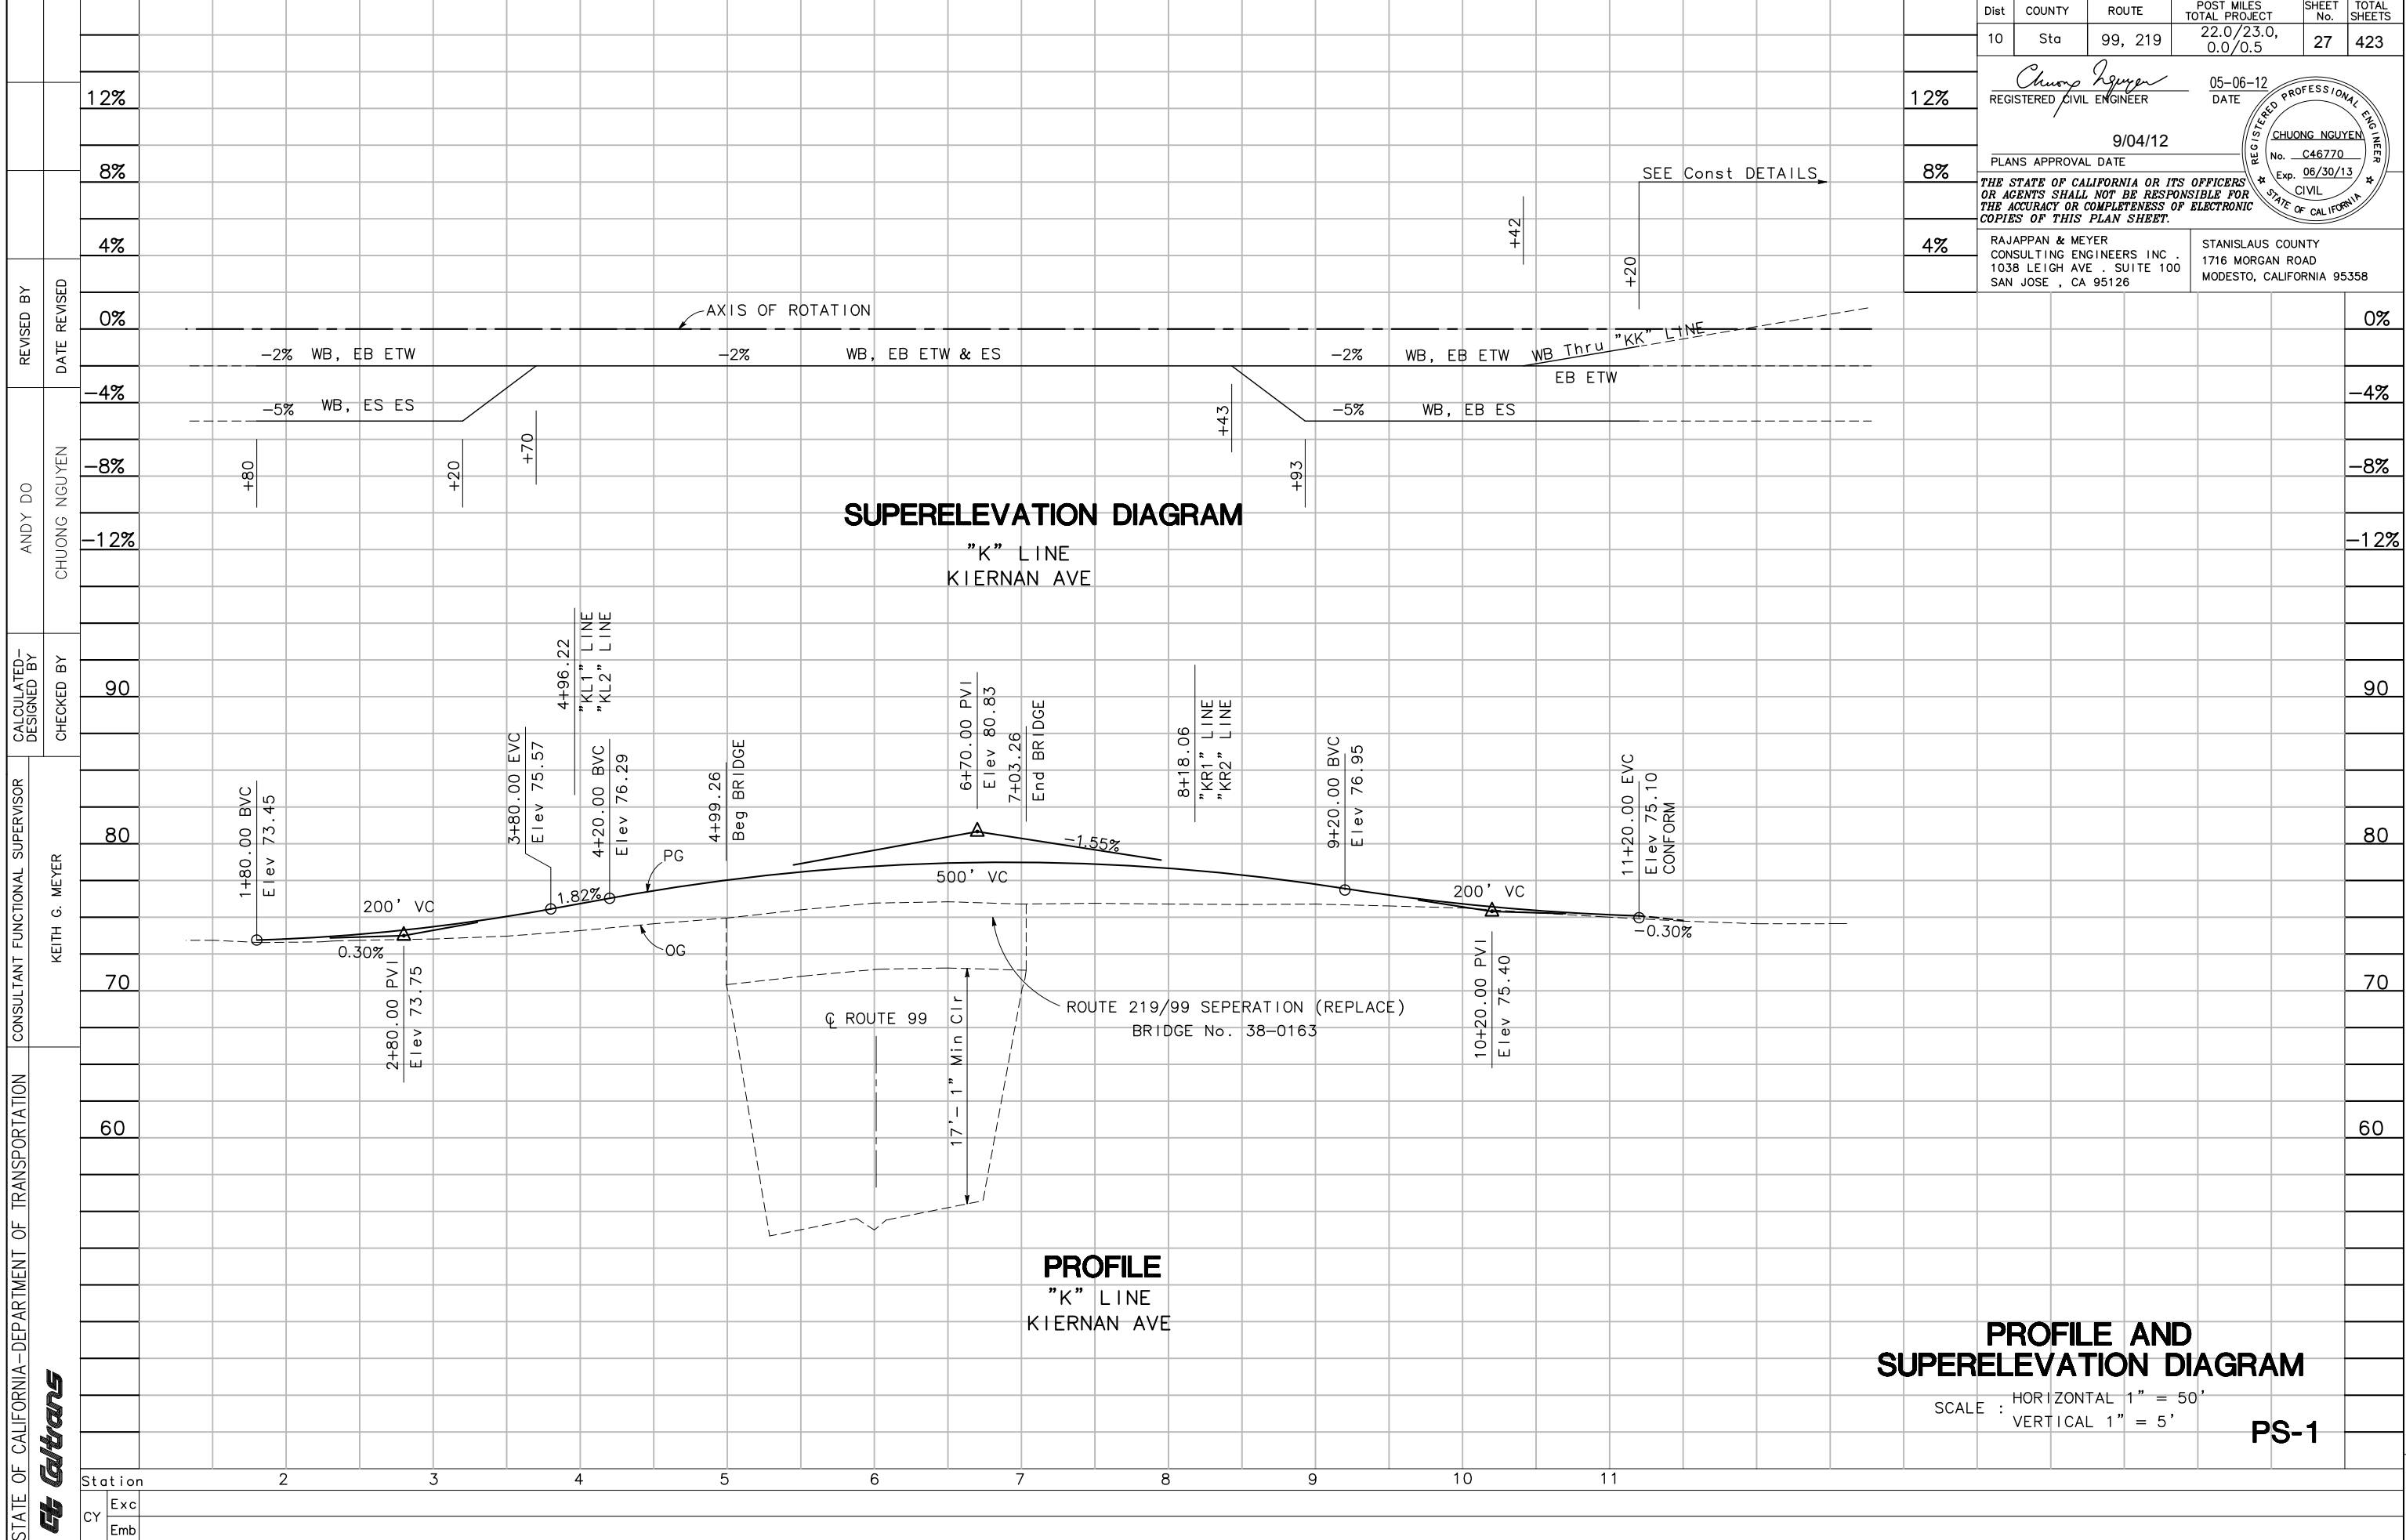 Dist COUNTY ROUTE POST MILES TOTAL PROJECT SHEET No. TOTAL SHEETS
10 Sta 99, 219 22.0/23.0, 0.0/0.5 27 423
Chuong Nguyen
REGISTERED CIVIL ENGINEER
05-06-12
DATE
9/04/12
PLANS APPROVAL DATE
REGISTERED PROFESSIONAL ENGINEER
CHUONG NGUYEN
No. C46770
Exp. 06/30/13
CIVIL
STATE OF CALIFORNIA
THE STATE OF CALIFORNIA OR ITS OFFICERS
OR AGENTS SHALL NOT BE RESPONSIBLE FOR
THE ACCURACY OR COMPLETENESS OF ELECTRONIC
COPIES OF THIS PLAN SHEET.
RAJAPPAN & MEYER
CONSULTING ENGINEERS INC .
1038 LEIGH AVE . SUITE 100
SAN JOSE , CA 95126
STANISLAUS COUNTY
1716 MORGAN ROAD
MODESTO, CALIFORNIA 95358
12%
8%
4%
0%
-4%
-8%
-12%
90
80
70
60
12%
8%
4%
0%
-4%
-8%
-12%
90
80
70
60
REVISED BY
DATE REVISED
ANDY DO
CHUONG NGUYEN
CALCULATED-
DESIGNED BY
CHECKED BY
CONSULTANT FUNCTIONAL SUPERVISOR
KEITH G. MEYER
STATE OF CALIFORNIA-DEPARTMENT OF TRANSPORTATION
Caltrans
SEE Const DETAILS
+42
+20
AXIS OF ROTATION
-2% WB, EB ETW
-2% WB, EB ETW & ES
-2% WB, EB ETW
WB Thru "KK" LINE
EB ETW
-5% WB, ES ES
-5% WB, EB ES
+80
+20
+70
+43
+93
SUPERELEVATION DIAGRAM
"K" LINE
KIERNAN AVE
1+80.00 BVC
Elev 73.45
3+80.00 EVC
Elev 75.57
4+96.22
"KL1" LINE
"KL2" LINE
4+20.00 BVC
Elev 76.29
4+99.26
Beg BRIDGE
6+70.00 PVI
Elev 80.83
7+03.26
End BRIDGE
8+18.06
"KR1" LINE
"KR2" LINE
9+20.00 BVC
Elev 76.95
11+20.00 EVC
Elev 75.10
CONFORM
200' VC
0.30%
1.82%
PG
OG
-1.55%
500' VC
200' VC
-0.30%
2+80.00 PVI
Elev 73.75
10+20.00 PVI
Elev 75.40
℄ ROUTE 99
17'-1" Min Clr
ROUTE 219/99 SEPERATION (REPLACE)
BRIDGE No. 38-0163
PROFILE
"K" LINE
KIERNAN AVE
PROFILE AND
SUPERELEVATION DIAGRAM
SCALE : HORIZONTAL 1" = 50'
VERTICAL 1" = 5'
PS-1
Station 2 3 4 5 6 7 8 9 10 11
CY
Exc
Emb